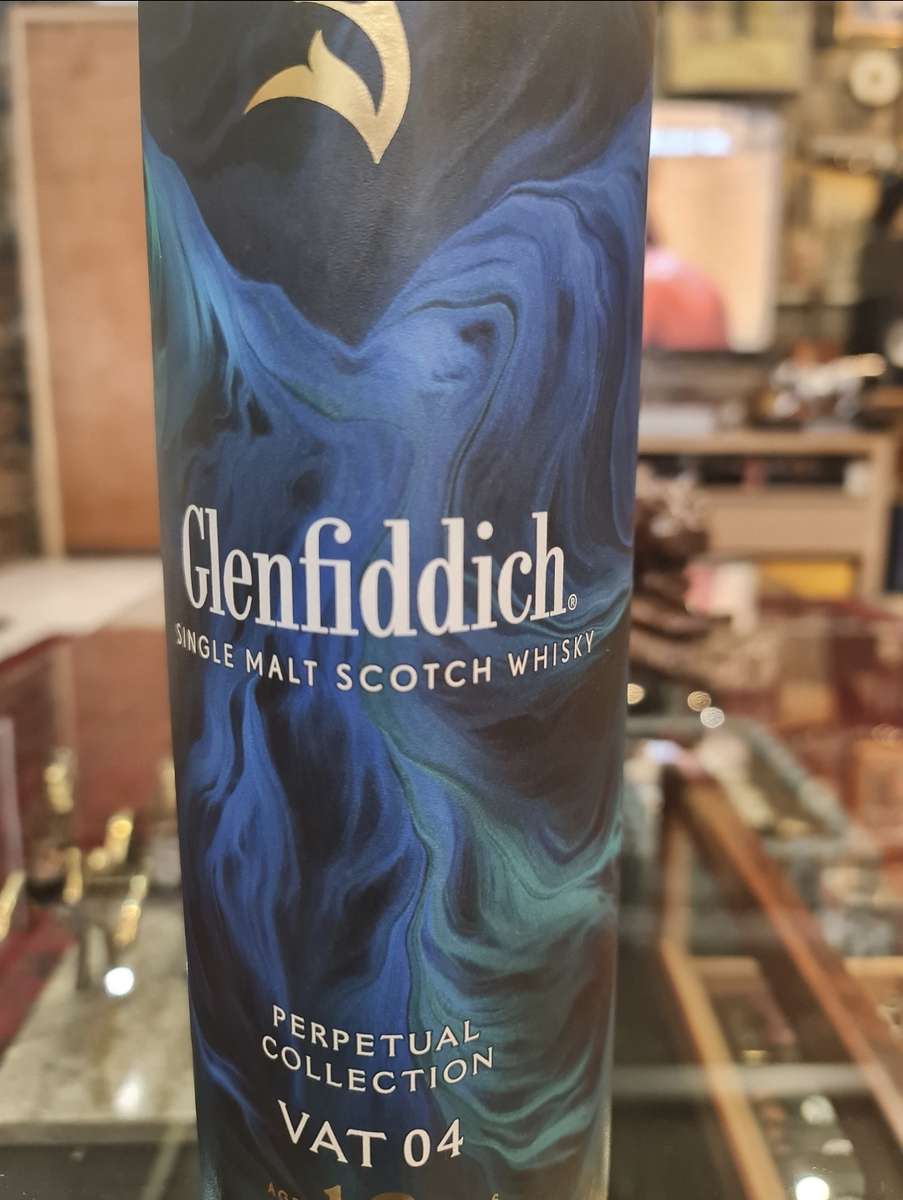 Glenfiddich®
SINGLE MALT SCOTCH WHISKY
PERPETUAL
COLLECTION
VAT 04